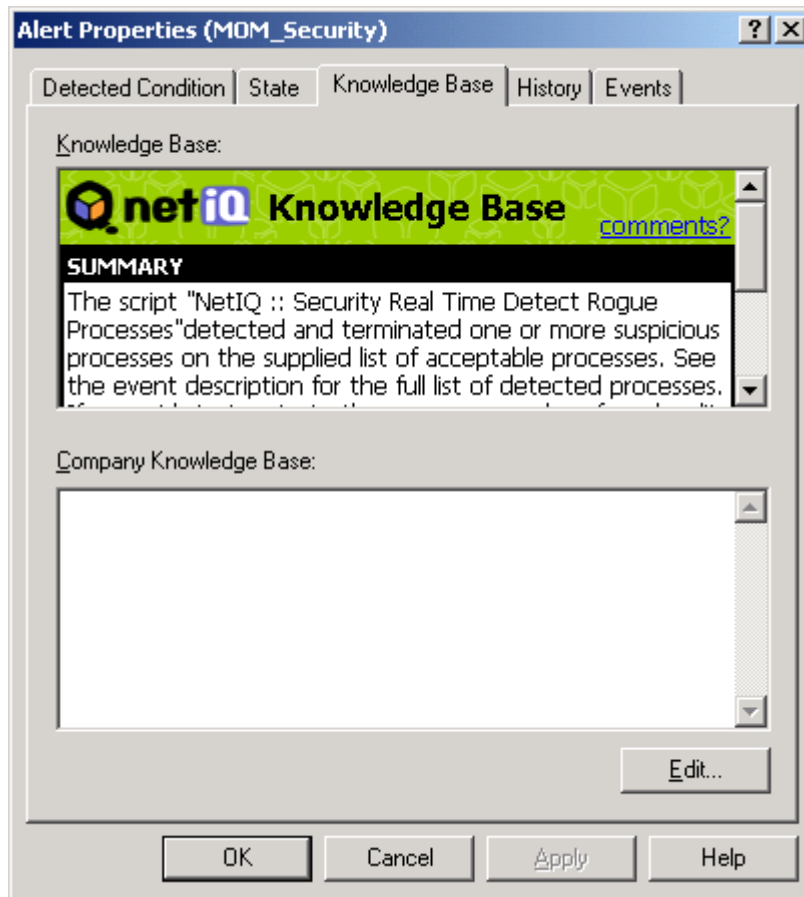 Alert Properties (MOM_Security)
Detected Condition State Knowledge Base History Events
Knowledge Base:
netiQ Knowledge Base comments?
SUMMARY
The script "NetIQ :: Security Real Time Detect Rogue
Processes"detected and terminated one or more suspicious
processes on the supplied list of acceptable processes. See
the event description for the full list of detected processes.
Company Knowledge Base:
Edit...
OK Cancel Apply Help